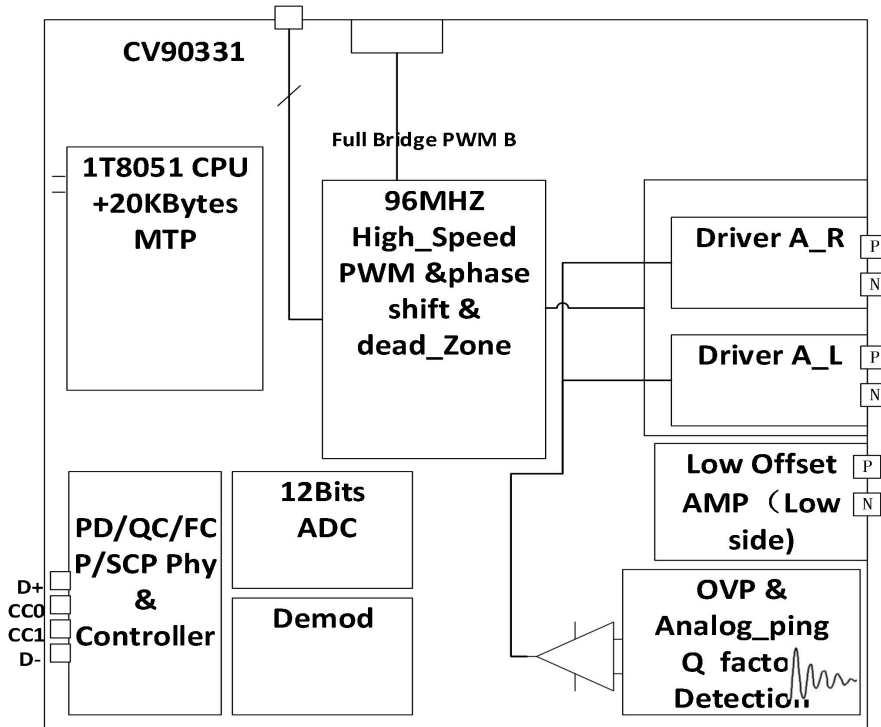 CV90331
Full Bridge PWM B
1T8051 CPU
+20KBytes
MTP
96MHZ
High_Speed
PWM &phase
shift &
dead_Zone
Driver A_R
P
N
Driver A_L
P
N
Low Offset
AMP（Low
side)
P
N
PD/QC/FC
P/SCP Phy
&
Controller
D+
CC0
CC1
D-
12Bits
ADC
Demod
OVP &
Analog_ping
Q facto
Detection